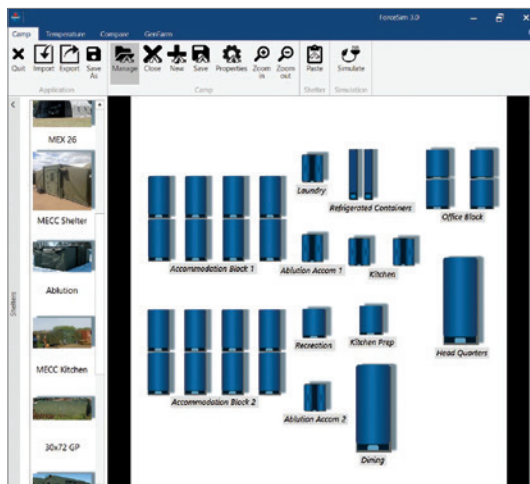 ForceSim 3.0
Camp Temperature Compare GenFarm
Quit Import Export Save As Manage Close New Save Properties Zoom in Zoom out Paste Simulate
Application Camp Shelter Simulation
Shelters
MEX 26
MECC Shelter
Ablution
MECC Kitchen
30x72 GP
Laundry
Refrigerated Containers
Office Block
Accommodation Block 1
Ablution Accom 1
Kitchen
Recreation
Kitchen Prep
Head Quarters
Accommodation Block 2
Ablution Accom 2
Dining